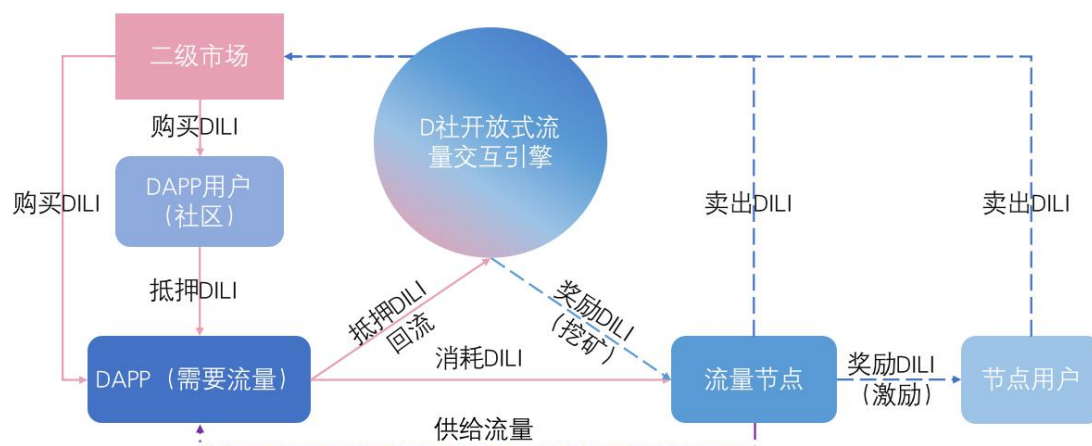 二级市场
购买DILI
D社开放式流
量交互引擎
DAPP用户
（社区）
购买DILI
卖出DILI
卖出DILI
抵押DILI
抵押DILI
回流
奖励DILI
（挖矿）
消耗DILI
DAPP（需要流量）
流量节点
奖励DILI
（激励）
节点用户
供给流量